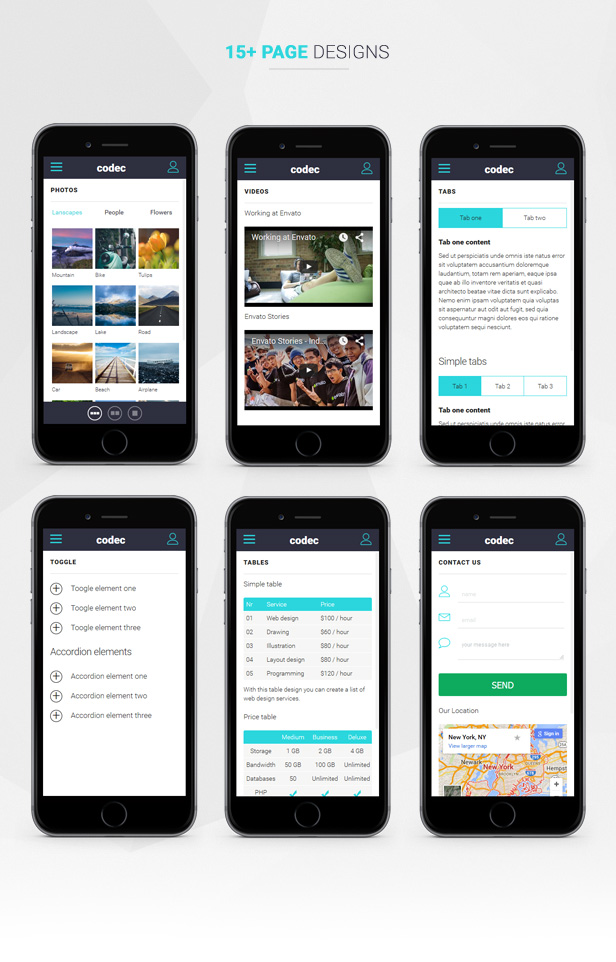 15+ PAGE DESIGNS
codec
PHOTOS
Lanscapes People Flowers
Mountain Bike Tulips
Landscape Lake Road
Car Beach Airplane
codec
VIDEOS
Working at Envato
Working at Envato
Envato Stories
Envato Stories - Ind...
codec
TABS
Tab one Tab two
Tab one content
Sed ut perspiciatis unde omnis iste natus error
sit voluptatem accusantium doloremque
laudantium, totam rem aperiam, eaque ipsa
quae ab illo inventore veritatis et quasi
architecto beatae vitae dicta sunt explicabo.
Nemo enim ipsam voluptatem quia voluptas
sit aspernatur aut odit aut fugit, sed quia
consequuntur magni dolores eos qui ratione
voluptatem sequi nesciunt.
Simple tabs
Tab 1 Tab 2 Tab 3
Tab one content
Sed ut perspiciatis unde omnis iste natus error
codec
TOGGLE
Toogle element one
Toogle element two
Toogle element three
Accordion elements
Accordion element one
Accordion element two
Accordion element three
codec
TABLES
Simple table
Nr Service Price
01 Web design $100 / hour
02 Drawing $60 / hour
03 Illustration $80 / hour
04 Layout design $80 / hour
05 Programming $120 / hour
With this table design you can create a list of
web design services.
Price table
Medium Business Deluxe
Storage 1 GB 2 GB 4 GB
Bandwidth 50 GB 100 GB Unlimited
Databases 50 Unlimited Unlimited
PHP
codec
CONTACT US
name
email
your message here
SEND
Our Location
New York, NY
View larger map
Sign in
Newark
New York
BROOKLYN
Hempst